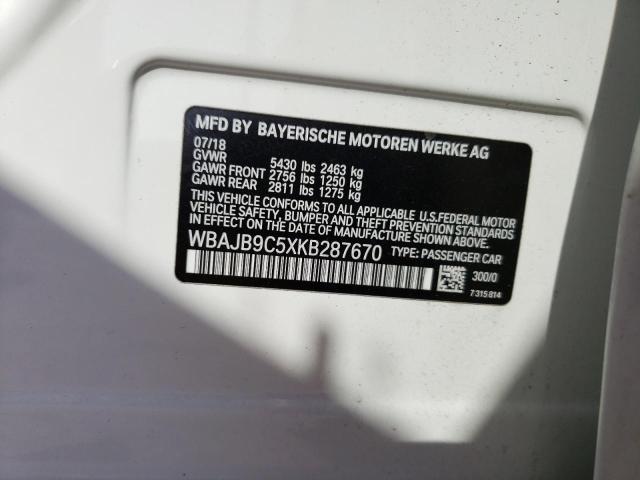 MFD BY BAYERISCHE MOTOREN WERKE AG
07/18
GVWR 5430 lbs 2463 kg
GAWR FRONT 2756 lbs 1250 kg
GAWR REAR 2811 lbs 1275 kg
THIS VEHICLE CONFORMS TO ALL APPLICABLE U.S.FEDERAL MOTOR
VEHICLE SAFETY, BUMPER AND THEFT PREVENTION STANDARDS
IN EFFECT ON THE DATE OF MANUFACTURE SHOWN ABOVE.
WBAJB9C5XKB287670 TYPE: PASSENGER CAR
300/0
7 315 814